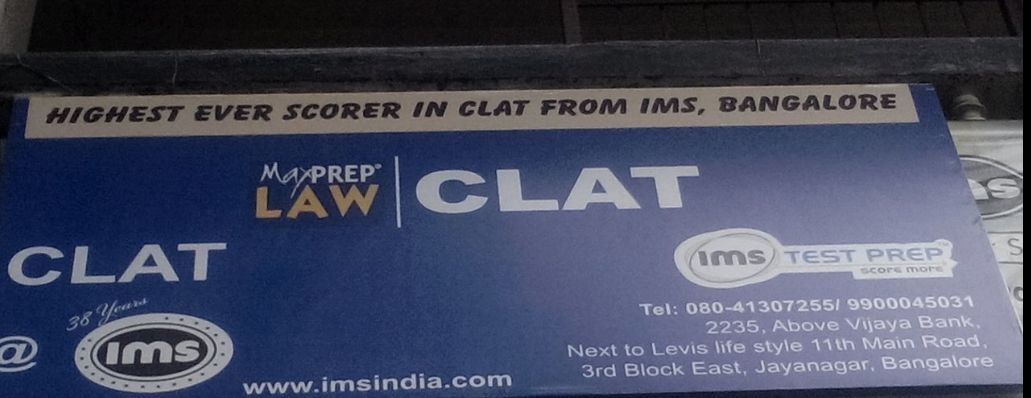 HIGHEST EVER SCORER IN CLAT FROM IMS, BANGALORE
MaxPREP®
LAW
CLAT
CLAT
38 Years
@ ims
www.imsindia.com
ims TEST PREP™
score more
Tel: 080-41307255/ 9900045031
2235, Above Vijaya Bank,
Next to Levis life style 11th Main Road,
3rd Block East, Jayanagar, Bangalore